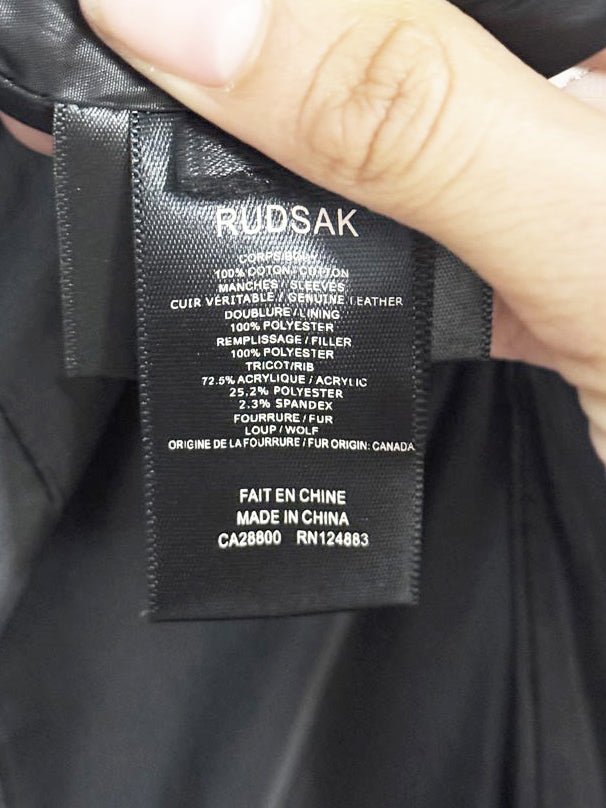 RUDSAK
CORPS/BODY
100% COTON / COTTON
MANCHES / SLEEVES
CUIR VÉRITABLE / GENUINE LEATHER
DOUBLURE / LINING
100% POLYESTER
REMPLISSAGE / FILLER
100% POLYESTER
TRICOT/RIB
72.5% ACRYLIQUE / ACRYLIC
25.2% POLYESTER
2.3% SPANDEX
FOURRURE / FUR
LOUP / WOLF
ORIGINE DE LA FOURRURE / FUR ORIGIN: CANADA
FAIT EN CHINE
MADE IN CHINA
CA28800 RN124883